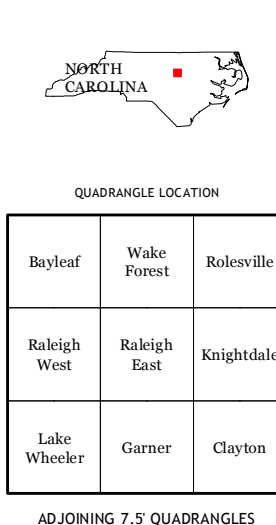 NORTH
CAROLINA
QUADRANGLE LOCATION
Bayleaf
Wake
Forest
Rolesville
Raleigh
West
Raleigh
East
Knightdale
Lake
Wheeler
Garner
Clayton
ADJOINING 7.5' QUADRANGLES